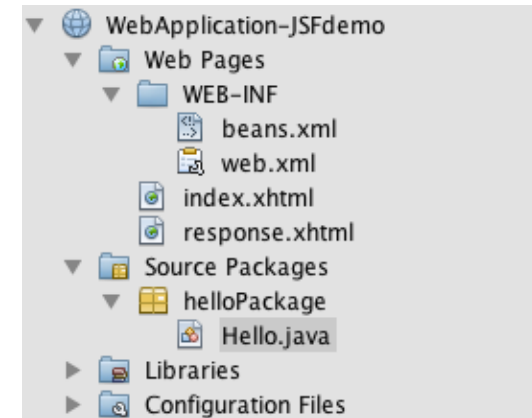 WebApplication-JSFdemo
Web Pages
WEB-INF
beans.xml
web.xml
index.xhtml
response.xhtml
Source Packages
helloPackage
Hello.java
Libraries
Configuration Files